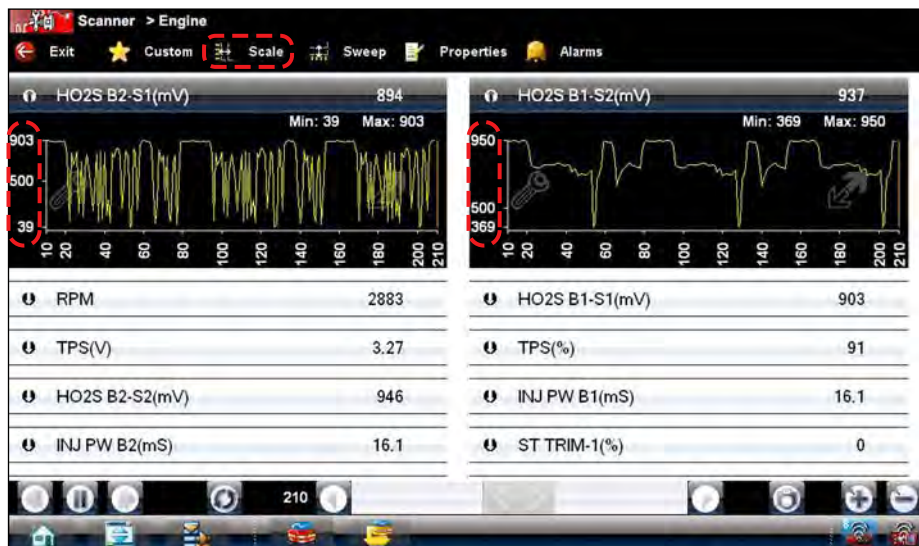 Scanner > Engine
Exit Custom Scale Sweep Properties Alarms
HO2S B2-S1(mV) 894
Min: 39 Max: 903
903
500
39
10 20 40 60 80 100 120 140 160 180 200 210
HO2S B1-S2(mV) 937
Min: 369 Max: 950
950
500
369
10 20 40 60 80 100 120 140 160 180 200 210
RPM 2883
HO2S B1-S1(mV) 903
TPS(V) 3.27
TPS(%) 91
HO2S B2-S2(mV) 946
INJ PW B1(mS) 16.1
INJ PW B2(mS) 16.1
ST TRIM-1(%) 0
210